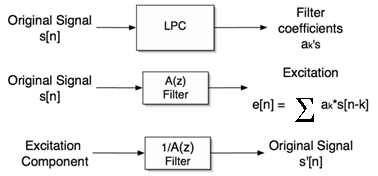 Original Signal
s[n]
LPC
Filter
coefficients
ak's
Original Signal
s[n]
A(z)
Filter
Excitation
e[n] = ∑ ak*s[n-k]
Excitation
Component
1/A(z)
Filter
Original Signal
s'[n]